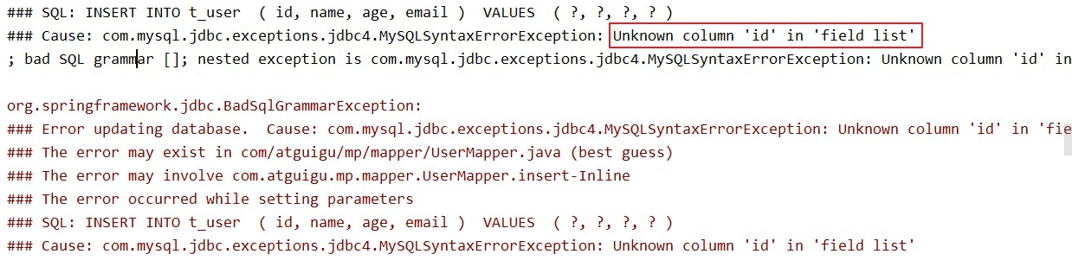 ### SQL: INSERT INTO t_user  ( id, name, age, email )  VALUES  ( ?, ?, ?, ? )
### Cause: com.mysql.jdbc.exceptions.jdbc4.MySQLSyntaxErrorException: Unknown column 'id' in 'field list'
; bad SQL grammar []; nested exception is com.mysql.jdbc.exceptions.jdbc4.MySQLSyntaxErrorException: Unknown column 'id' in
org.springframework.jdbc.BadSqlGrammarException:
### Error updating database.  Cause: com.mysql.jdbc.exceptions.jdbc4.MySQLSyntaxErrorException: Unknown column 'id' in 'fie
### The error may exist in com/atguigu/mp/mapper/UserMapper.java (best guess)
### The error may involve com.atguigu.mp.mapper.UserMapper.insert-Inline
### The error occurred while setting parameters
### SQL: INSERT INTO t_user  ( id, name, age, email )  VALUES  ( ?, ?, ?, ? )
### Cause: com.mysql.jdbc.exceptions.jdbc4.MySQLSyntaxErrorException: Unknown column 'id' in 'field list'